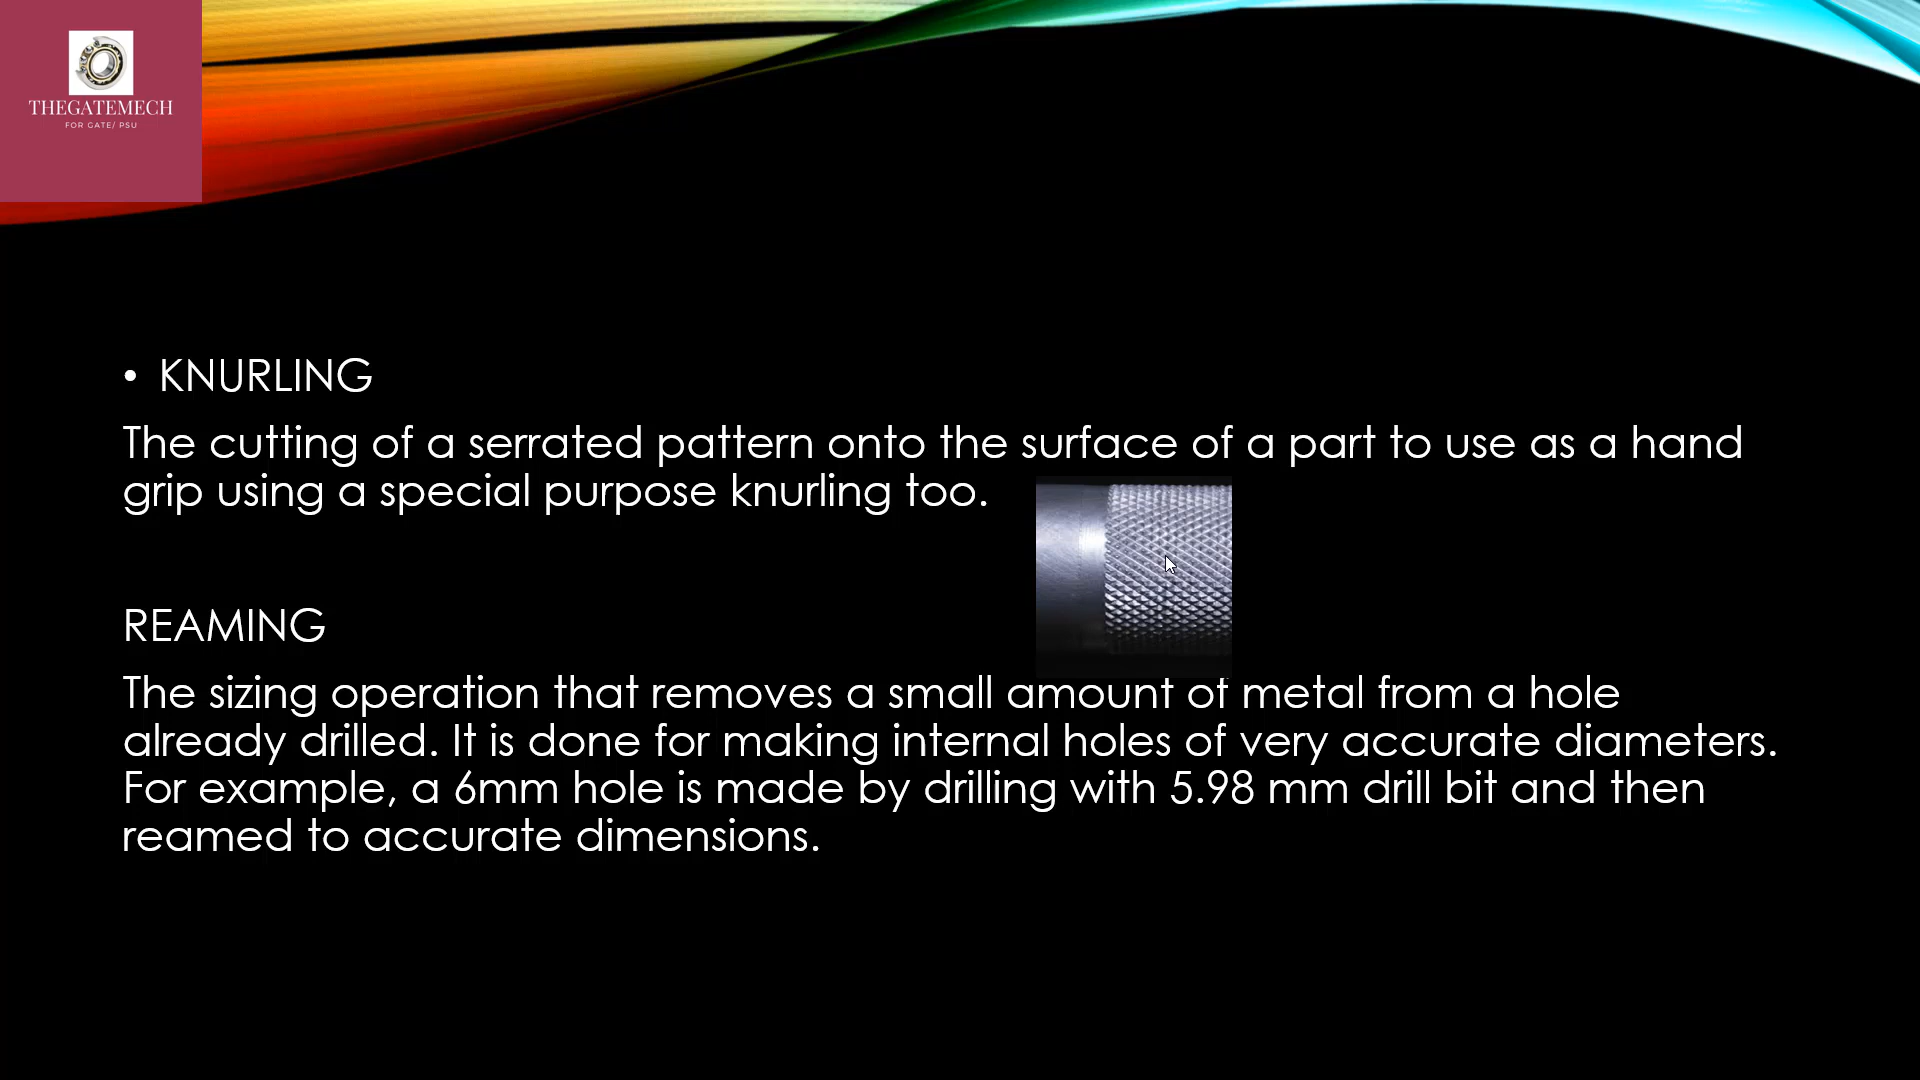 THEGATEMECH
FOR GATE/ PSU
• KNURLING
The cutting of a serrated pattern onto the surface of a part to use as a hand
grip using a special purpose knurling too.
REAMING
The sizing operation that removes a small amount of metal from a hole
already drilled. It is done for making internal holes of very accurate diameters.
For example, a 6mm hole is made by drilling with 5.98 mm drill bit and then
reamed to accurate dimensions.